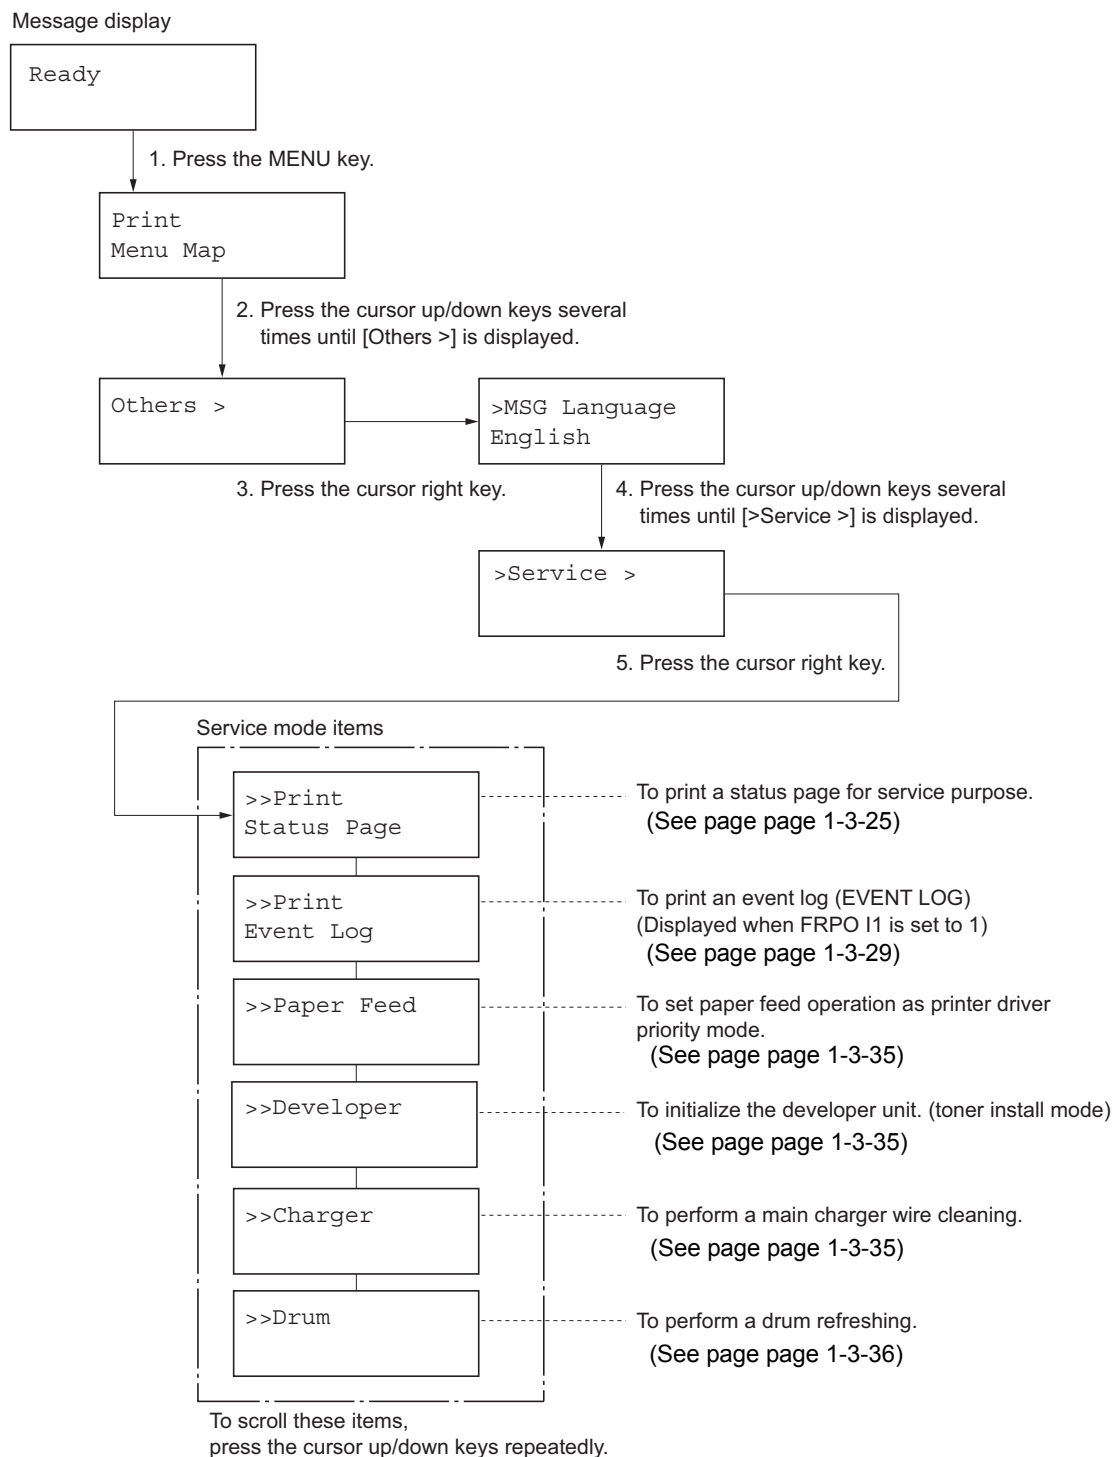 Message display
Ready
1. Press the MENU key.
Print
Menu Map
2. Press the cursor up/down keys several
times until [Others >] is displayed.
Others >
>MSG Language
English
3. Press the cursor right key.
4. Press the cursor up/down keys several
times until [>Service >] is displayed.
>Service >
5. Press the cursor right key.
Service mode items
>>Print
Status Page
To print a status page for service purpose.
(See page page 1-3-25)
>>Print
Event Log
To print an event log (EVENT LOG)
(Displayed when FRPO I1 is set to 1)
(See page page 1-3-29)
>>Paper Feed
To set paper feed operation as printer driver
priority mode.
(See page page 1-3-35)
>>Developer
To initialize the developer unit. (toner install mode)
(See page page 1-3-35)
>>Charger
To perform a main charger wire cleaning.
(See page page 1-3-35)
>>Drum
To perform a drum refreshing.
(See page page 1-3-36)
To scroll these items,
press the cursor up/down keys repeatedly.